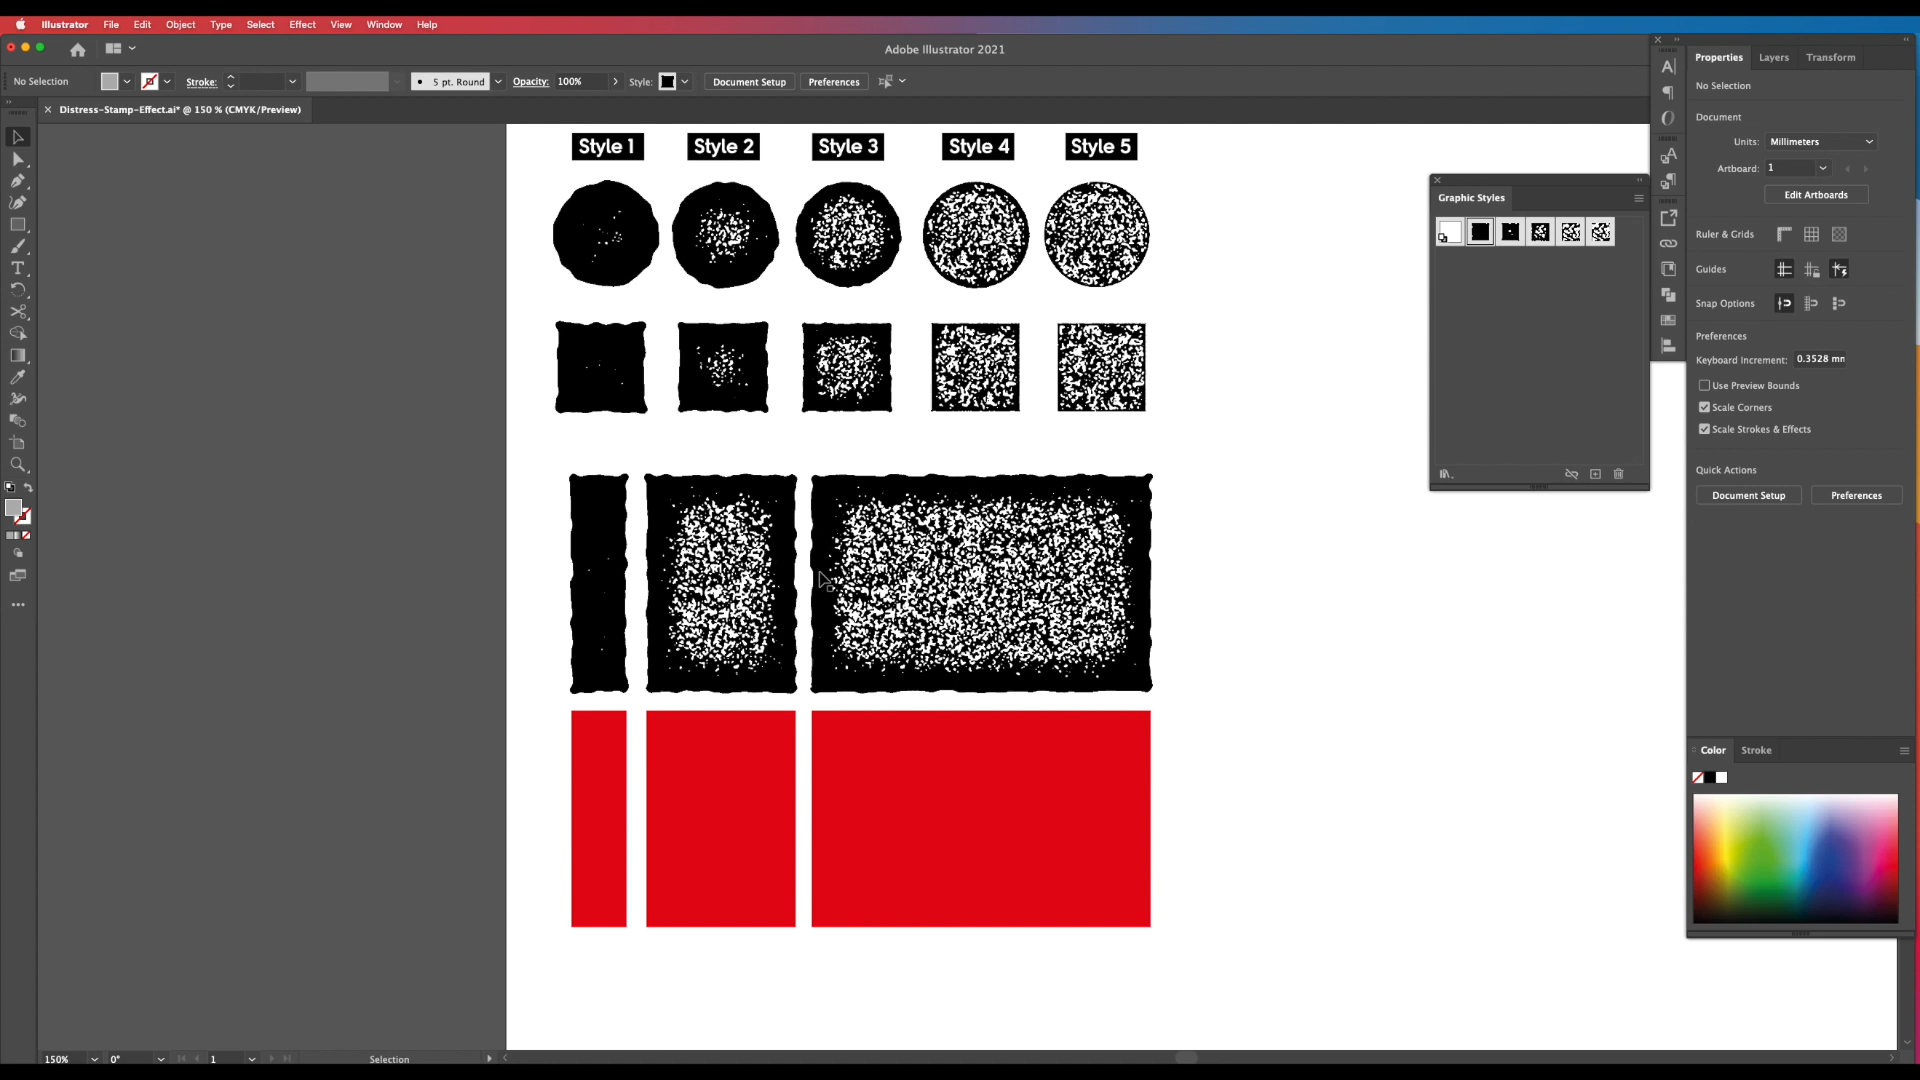 Illustrator File Edit Object Type Select Effect View Window Help
Adobe Illustrator 2021
No Selection Stroke: 5 pt. Round Opacity: 100% Style: Document Setup Preferences
Distress-Stamp-Effect.ai* @ 150 % (CMYK/Preview)
Style 1 Style 2 Style 3 Style 4 Style 5
Graphic Styles
Properties Layers Transform
No Selection
Document
Units: Millimeters
Artboard: 1
Edit Artboards
Ruler & Grids
Guides
Snap Options
Preferences
Keyboard Increment: 0.3528 mm
Use Preview Bounds
Scale Corners
Scale Strokes & Effects
Quick Actions
Document Setup Preferences
Color Stroke
150% 0° 1 Selection